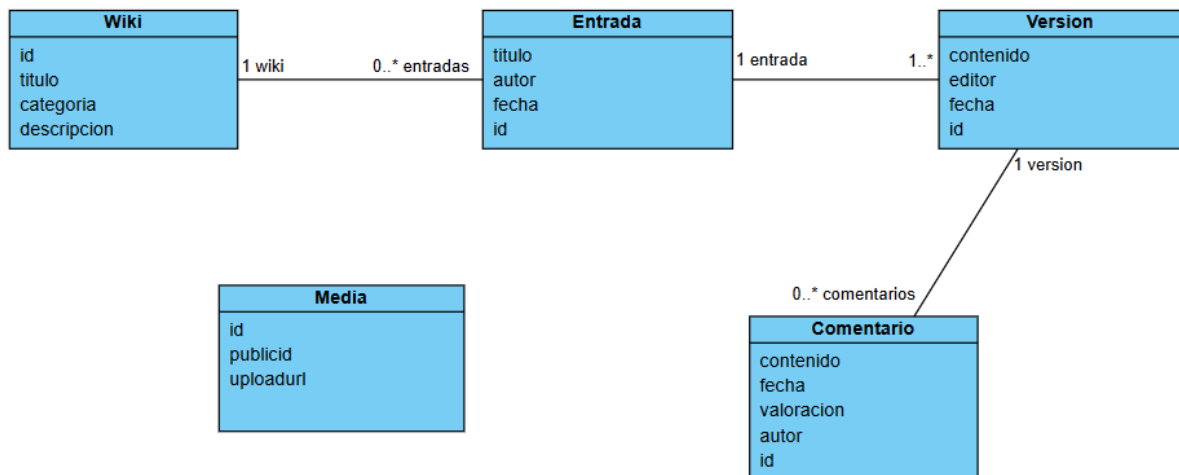 Wiki
id
titulo
categoría
descripcion
1 wiki
0..* entradas
Entrada
titulo
autor
fecha
id
1 entrada
1..*
Version
contenido
editor
fecha
id
1 version
0..* comentarios
Media
id
publicid
uploadurl
Comentario
contenido
fecha
valoracion
autor
id